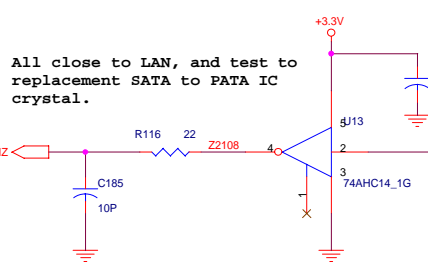 +3.3V
All close to LAN, and test to
replacement SATA to PATA IC
crystal.
5
U13
R116
22
Z2108
4
2
IZ
3
74AHC14_1G
C185
1
10P